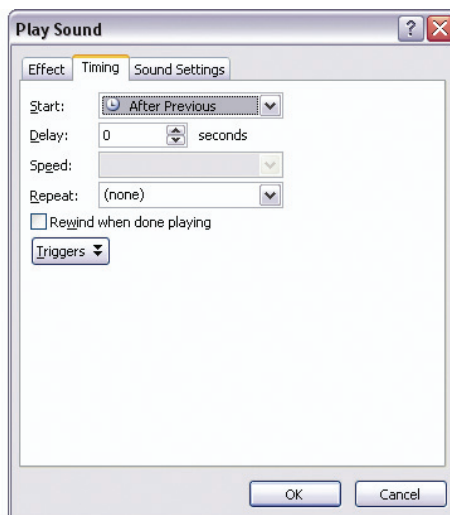 Play Sound
Effect Timing Sound Settings
Start: After Previous
Delay: 0 seconds
Speed:
Repeat: (none)
Rewind when done playing
Triggers
OK Cancel